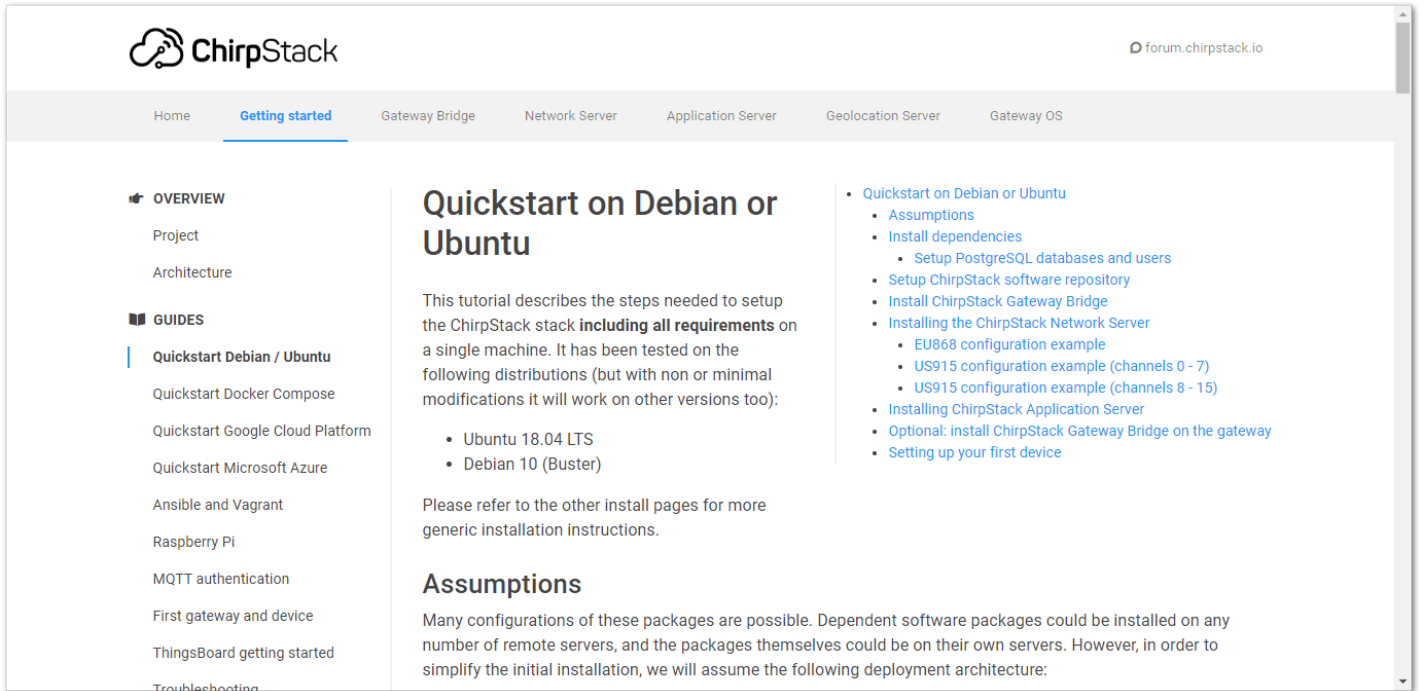 ChirpStack
forum.chirpstack.io
Home
Getting started
Gateway Bridge
Network Server
Application Server
Geolocation Server
Gateway OS
OVERVIEW
Project
Architecture
GUIDES
Quickstart Debian / Ubuntu
Quickstart Docker Compose
Quickstart Google Cloud Platform
Quickstart Microsoft Azure
Ansible and Vagrant
Raspberry Pi
MQTT authentication
First gateway and device
ThingsBoard getting started
Troubleshooting
Quickstart on Debian or
Ubuntu
This tutorial describes the steps needed to setup
the ChirpStack stack including all requirements on
a single machine. It has been tested on the
following distributions (but with non or minimal
modifications it will work on other versions too):
• Ubuntu 18.04 LTS
• Debian 10 (Buster)
Please refer to the other install pages for more
generic installation instructions.
• Quickstart on Debian or Ubuntu
• Assumptions
• Install dependencies
• Setup PostgreSQL databases and users
• Setup ChirpStack software repository
• Install ChirpStack Gateway Bridge
• Installing the ChirpStack Network Server
• EU868 configuration example
• US915 configuration example (channels 0 - 7)
• US915 configuration example (channels 8 - 15)
• Installing ChirpStack Application Server
• Optional: install ChirpStack Gateway Bridge on the gateway
• Setting up your first device
Assumptions
Many configurations of these packages are possible. Dependent software packages could be installed on any
number of remote servers, and the packages themselves could be on their own servers. However, in order to
simplify the initial installation, we will assume the following deployment architecture: